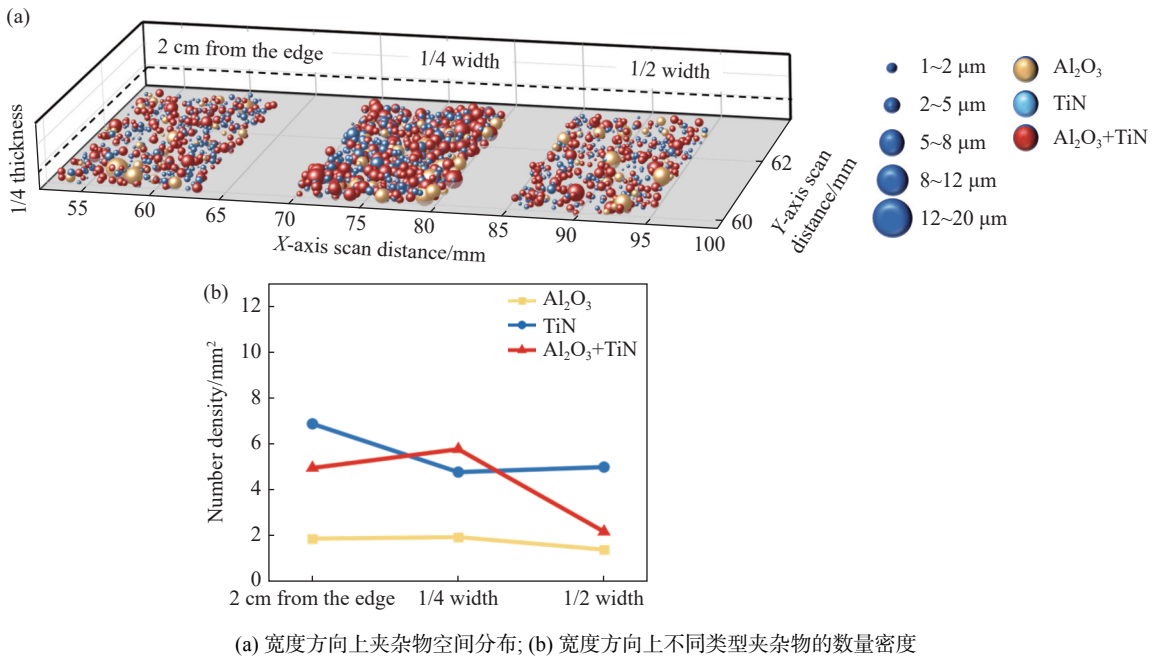 (a)
2 cm from the edge
1/4 width
1/2 width
1/4 thickness
55
60
65
70
75
80
85
90
95
100
X-axis scan distance/mm
60
62
Y-axis scan
distance/mm
1~2 μm
2~5 μm
5~8 μm
8~12 μm
12~20 μm
Al₂O₃
TiN
Al₂O₃+TiN
(b)
Al₂O₃
TiN
Al₂O₃+TiN
Number density/mm²
12
10
8
6
4
2
0
2 cm from the edge
1/4 width
1/2 width
(a) 宽度方向上夹杂物空间分布; (b) 宽度方向上不同类型夹杂物的数量密度